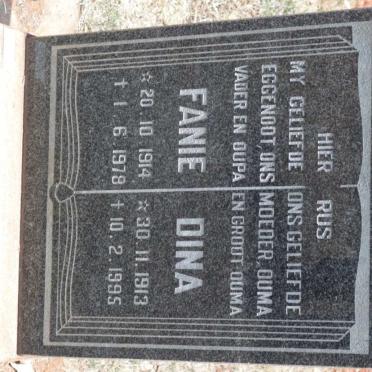 HIER RUS
MY GELIEFDE
EGGENOOT, ONS
VADER EN OUPA
FANIE
☆ 20. 10. 1914
† 1. 6. 1978
ONS GELIEFDE
MOEDER, OUMA
EN GROOT OUMA
DINA
☆ 30. 11. 1913
† 10. 2. 1995